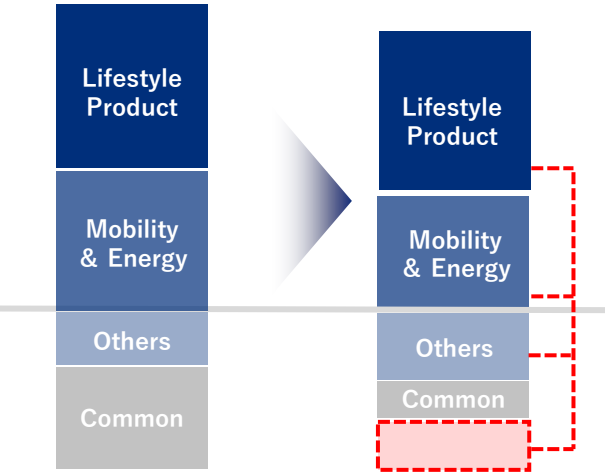 Lifestyle
Product
Mobility
& Energy
Others
Common
Lifestyle
Product
Mobility
& Energy
Others
Common